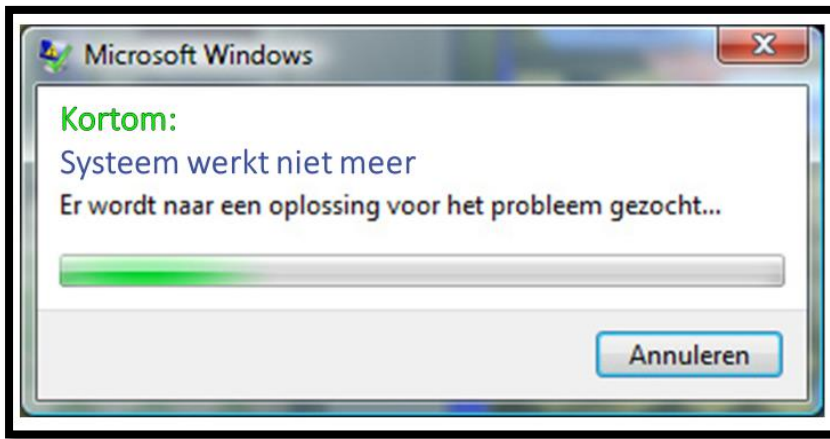 Microsoft Windows
Kortom:
Systeem werkt niet meer
Er wordt naar een oplossing voor het probleem gezocht...
Annuleren